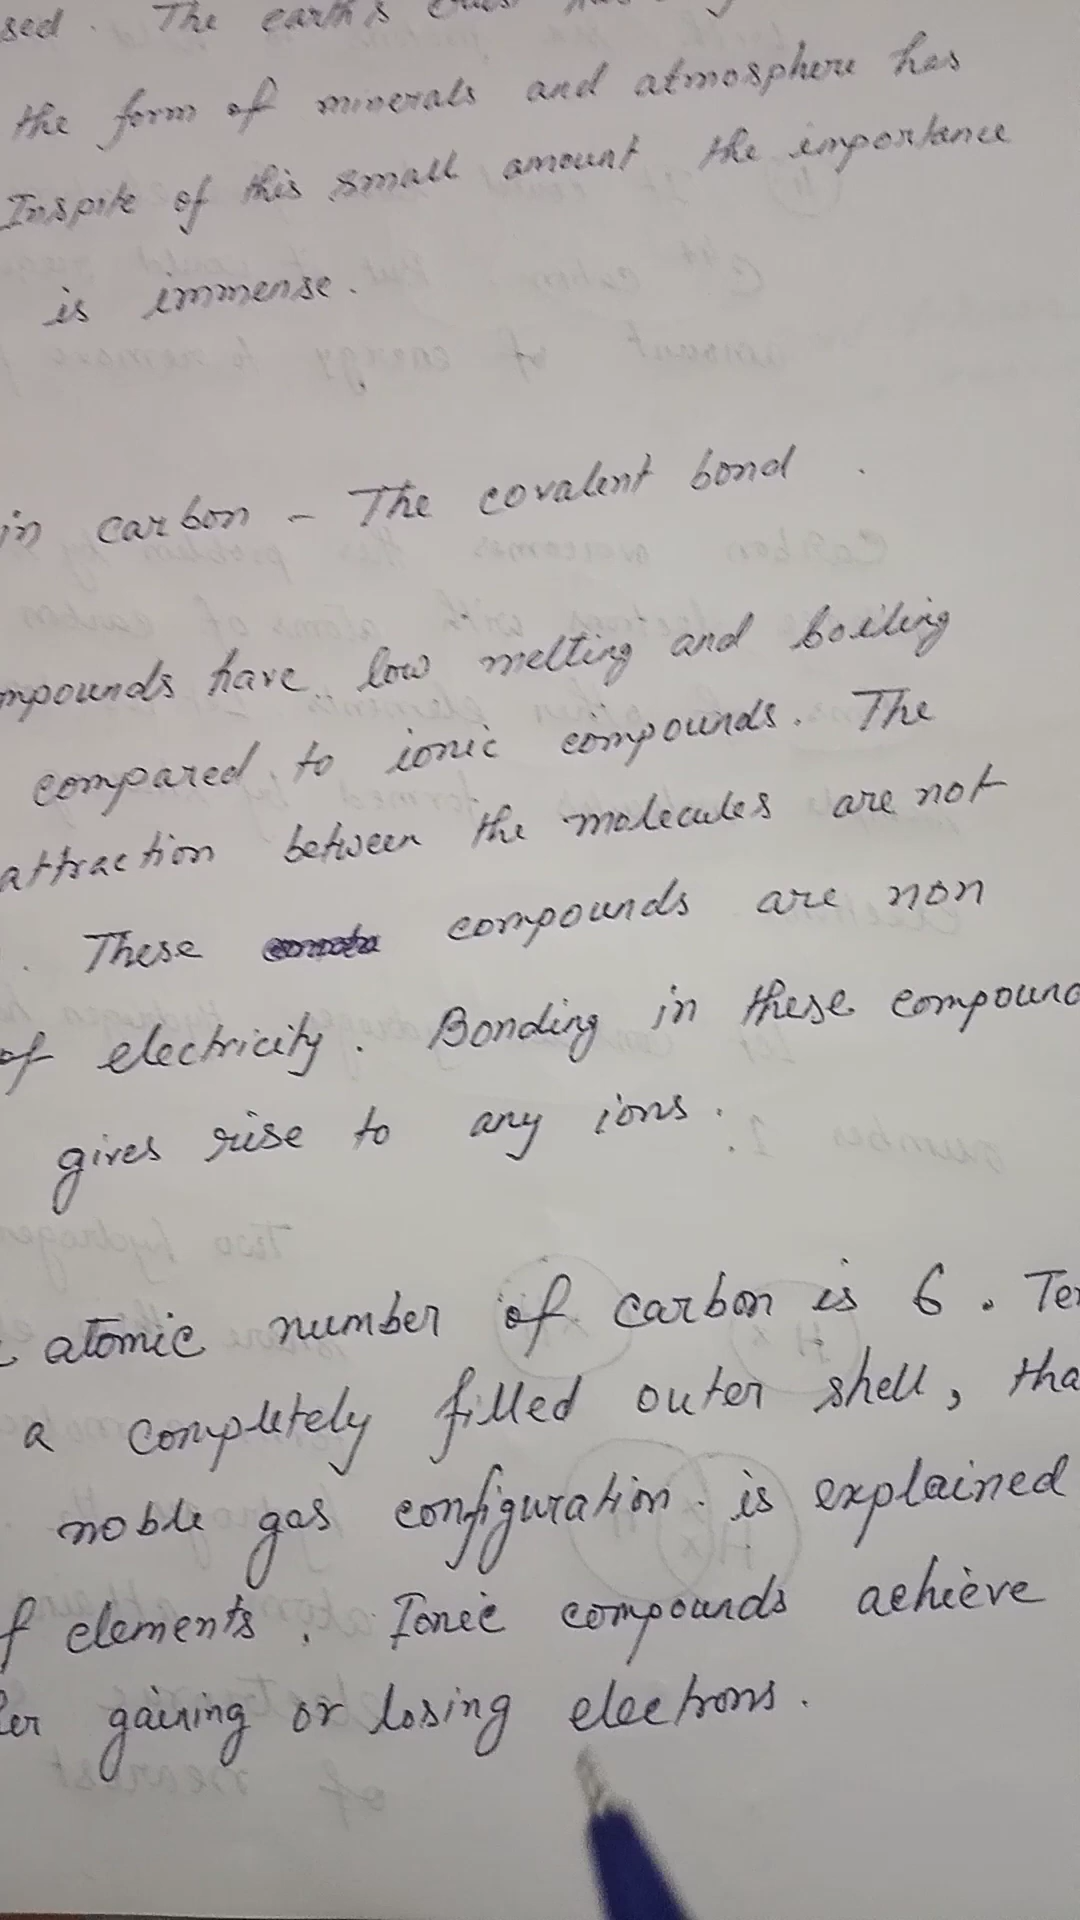 sed. The earth's
the form of minerals and atmosphere has
Inspite of this small amount the importance
is immense.
in carbon - The covalent bond.
mpounds have low melting and boiling
compared to ionic compounds. The
attraction between the molecules are not
. These compounds are non
of electricity. Bonding in these compound
gives rise to any ions.
atomic number of carbon is 6. Te
a completely filled outer shell, tha
noble gas configuration is explained
f elements. Ionic compounds achieve
er gaining or losing electrons.